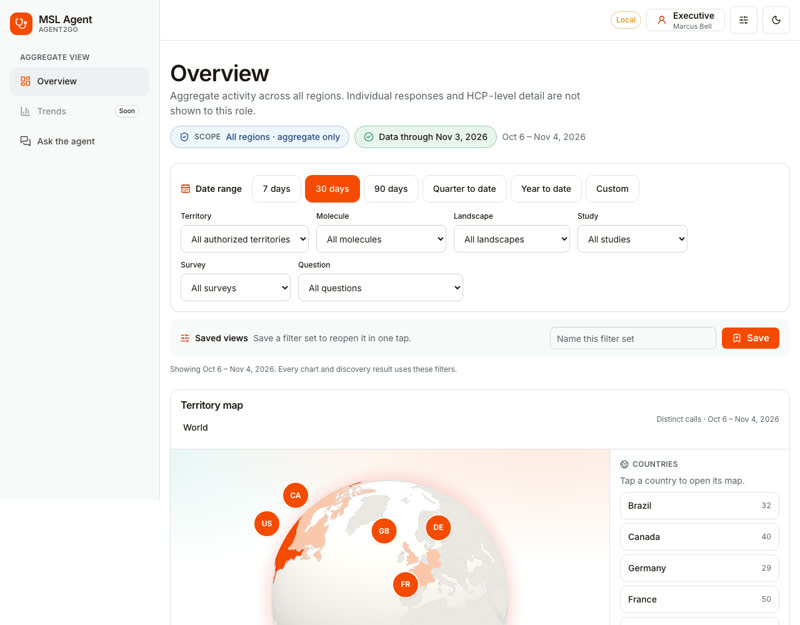 MSL Agent
AGENT2GO
Local
Executive
Marcus Bell
AGGREGATE VIEW
Overview
Trends
Soon
Ask the agent
Overview
Aggregate activity across all regions. Individual responses and HCP-level detail are not
shown to this role.
SCOPE All regions · aggregate only
Data through Nov 3, 2026
Oct 6 – Nov 4, 2026
Date range
7 days
30 days
90 days
Quarter to date
Year to date
Custom
Territory
Molecule
Landscape
Study
All authorized territories
All molecules
All landscapes
All studies
Survey
Question
All surveys
All questions
Saved views Save a filter set to reopen it in one tap.
Name this filter set
Save
Showing Oct 6 – Nov 4, 2026. Every chart and discovery result uses these filters.
Territory map
World
Distinct calls · Oct 6 – Nov 4, 2026
CA
US
GB
DE
FR
COUNTRIES
Tap a country to open its map.
Brazil 32
Canada 40
Germany 29
France 50